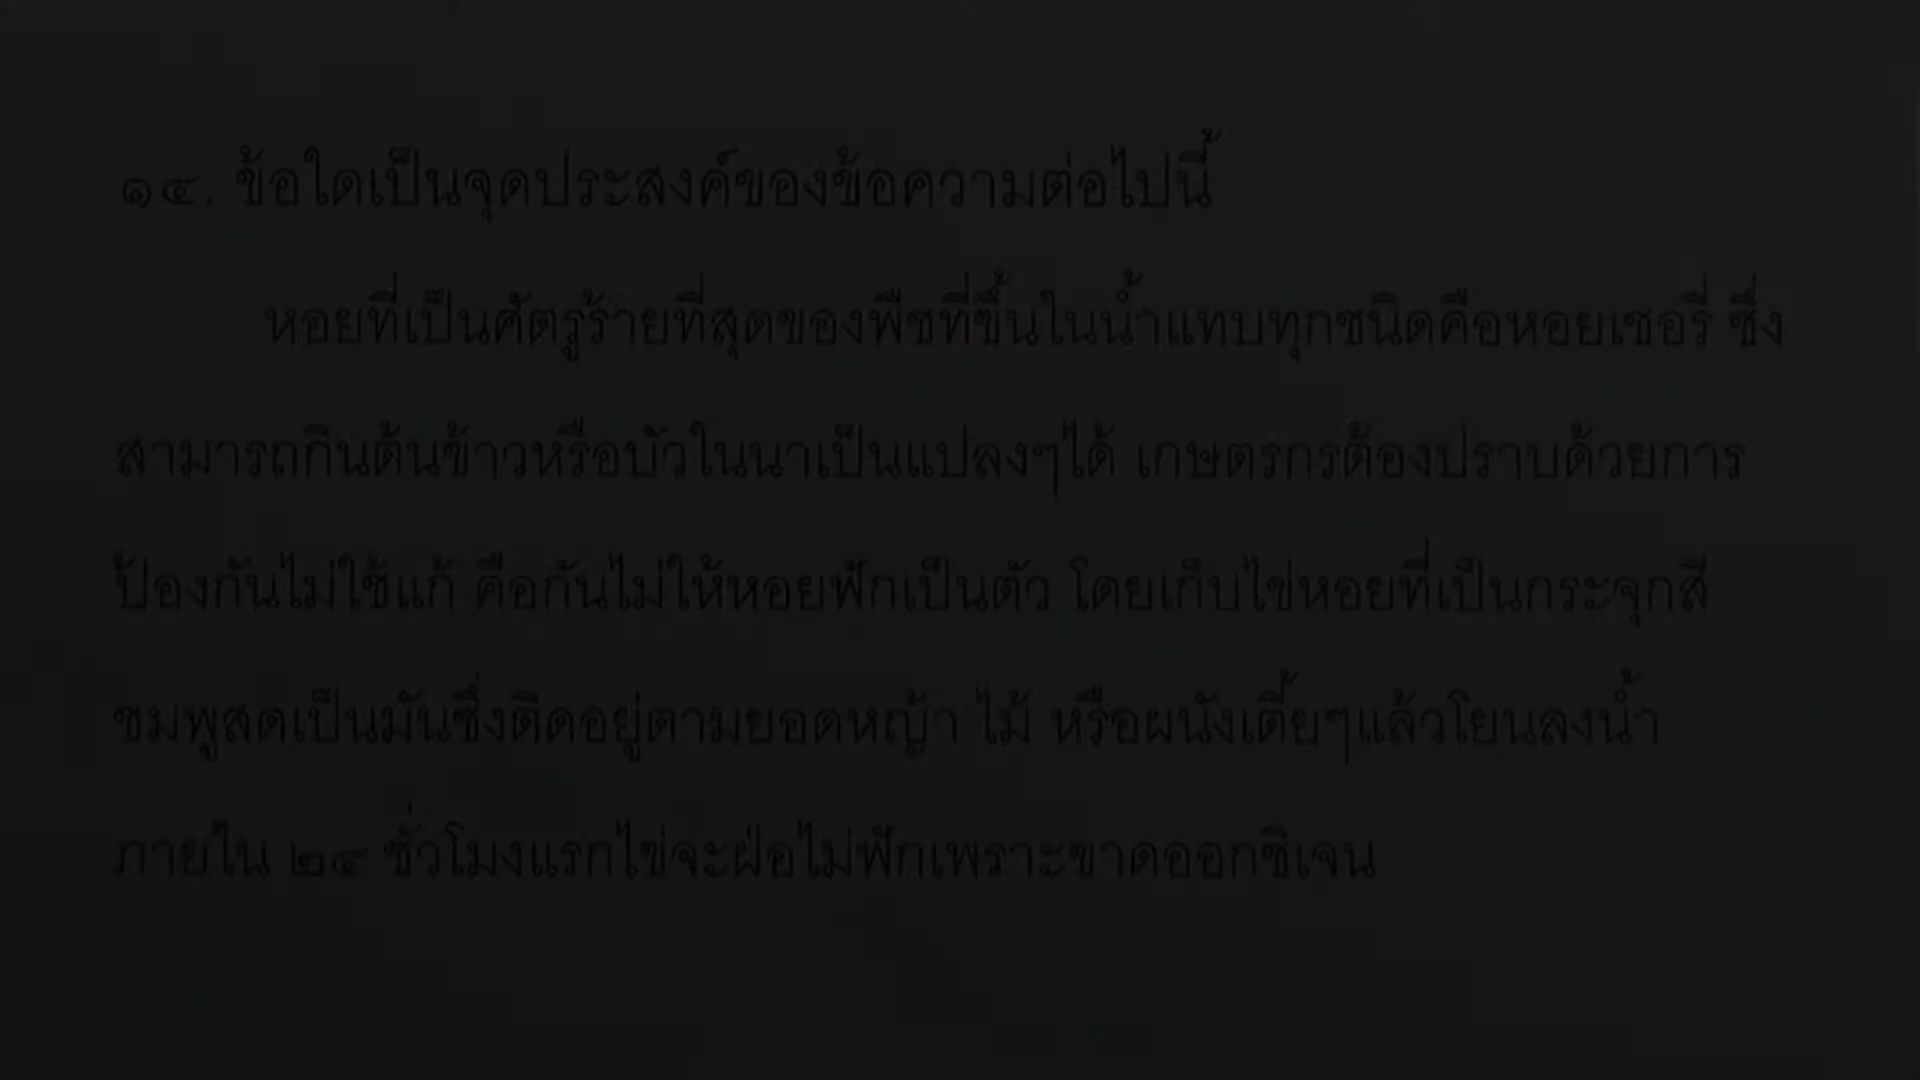 ๑๔. ข้อใดเป็นจุดประสงค์ของข้อความต่อไปนี้
หอยที่เป็นศัตรูร้ายที่สุดของพืชที่ขึ้นในน้ำแทบทุกชนิดคือหอยเชอรี่ ซึ่ง
สามารถกินต้นข้าวหรือบัวในนาเป็นแปลงๆได้ เกษตรกรต้องปราบด้วยการ
ป้องกันไม่ใช้แก้ คือกันไม่ให้หอยฟักเป็นตัว โดยเก็บไข่หอยที่เป็นกระจุกสี
ชมพูสดเป็นมันซึ่งติดอยู่ตามยอดหญ้า ไม้ หรือผนังเตี้ยๆแล้วโยนลงน้ำ
ภายใน ๒๔ ชั่วโมงแรกไข่จะฝ่อไม่ฟักเพราะขาดออกซิเจน